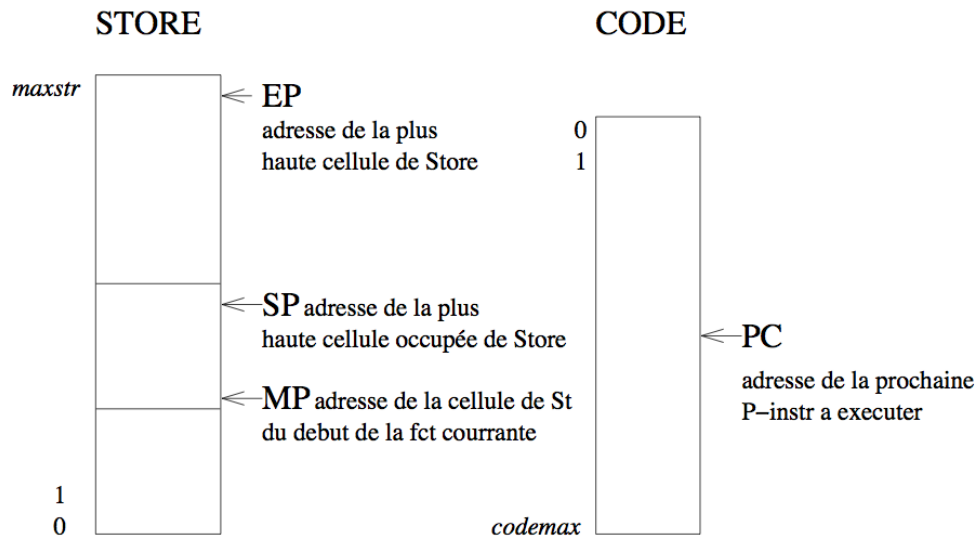 STORE
maxstr
EP
adresse de la plus
haute cellule de Store
SP adresse de la plus
haute cellule occupée de Store
MP adresse de la cellule de St
du debut de la fct courrante
1
0
CODE
0
1
PC
adresse de la prochaine
P–instr a executer
codemax